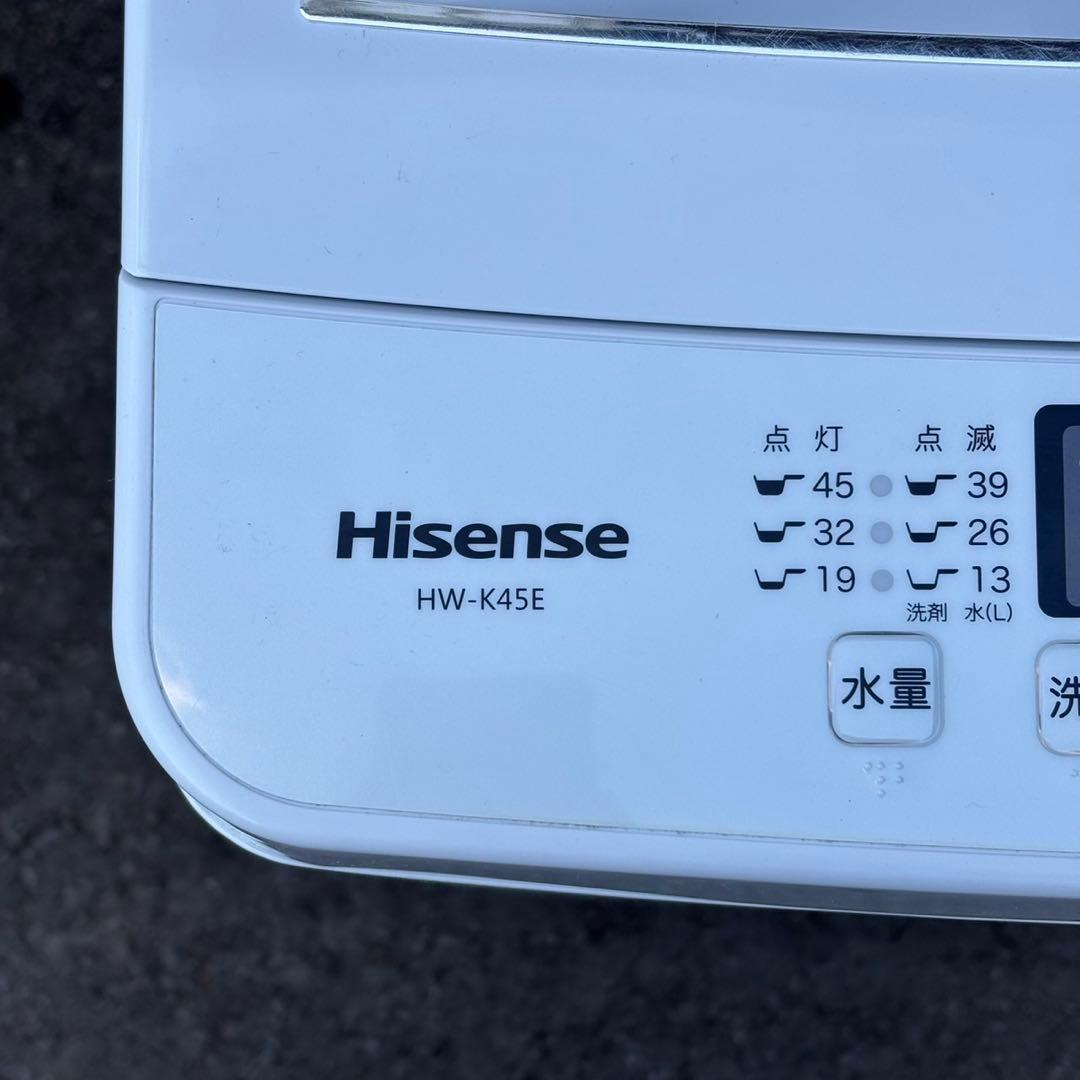 Hisense
HW-K45E
点灯 点滅
45 39
32 26
19 13
洗剤 水(L)
水量
洗